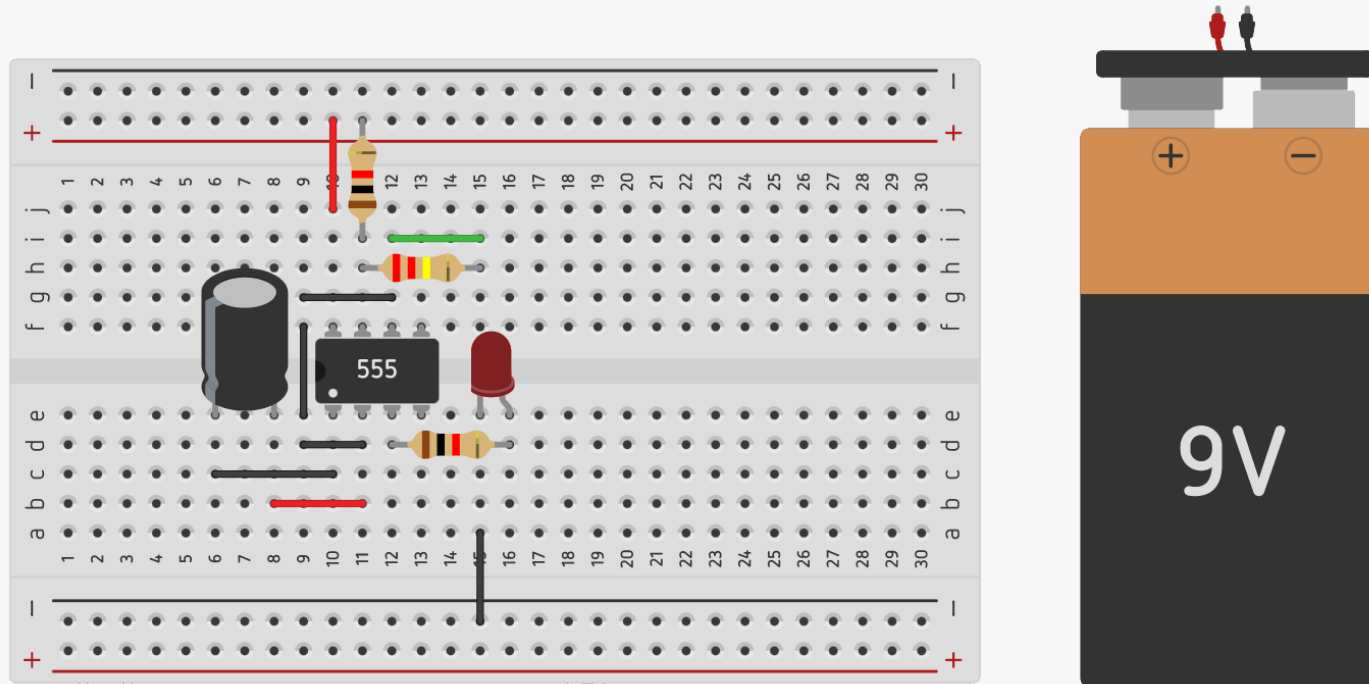 − −
+ +
1 2 3 4 5 6 7 8 9 10 11 12 13 14 15 16 17 18 19 20 21 22 23 24 25 26 27 28 29 30
j j
i i
h h
g g
f f
555
e e
d d
c c
b b
a a
1 2 3 4 5 6 7 8 9 10 11 12 13 14 15 16 17 18 19 20 21 22 23 24 25 26 27 28 29 30
− −
+ +
+ −
9V